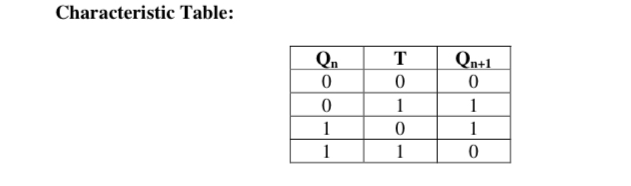 Characteristic Table:
Qn T Qn+1
0 0 0
0 1 1
1 0 1
1 1 0